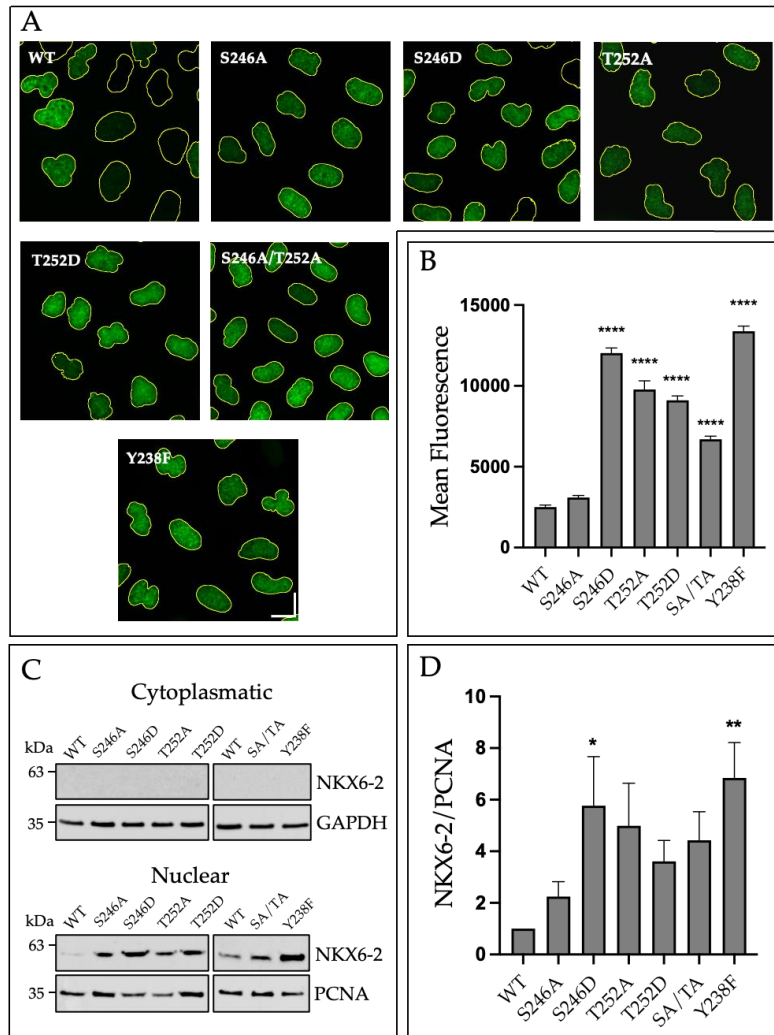 A
WT
S246A
S246D
T252A
T252D
S246A/T252A
Y238F
B
Mean Fluorescence
15000
10000
5000
0
****
****
****
****
****
WT
S246A
S246D
T252A
T252D
SA/TA
Y238F
C
Cytoplasmatic
kDa
WT
S246A
S246D
T252A
T252D
WT
SA/TA
Y238F
63
NKX6-2
35
GAPDH
Nuclear
kDa
WT
S246A
S246D
T252A
T252D
WT
SA/TA
Y238F
63
NKX6-2
35
PCNA
D
NKX6-2/PCNA
10
8
6
4
2
0
*
**
WT
S246A
S246D
T252A
T252D
SA/TA
Y238F